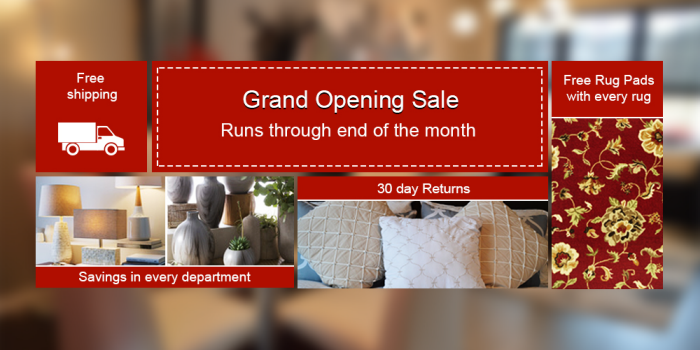 Free
shipping
Grand Opening Sale
Runs through end of the month
Free Rug Pads
with every rug
Savings in every department
30 day Returns